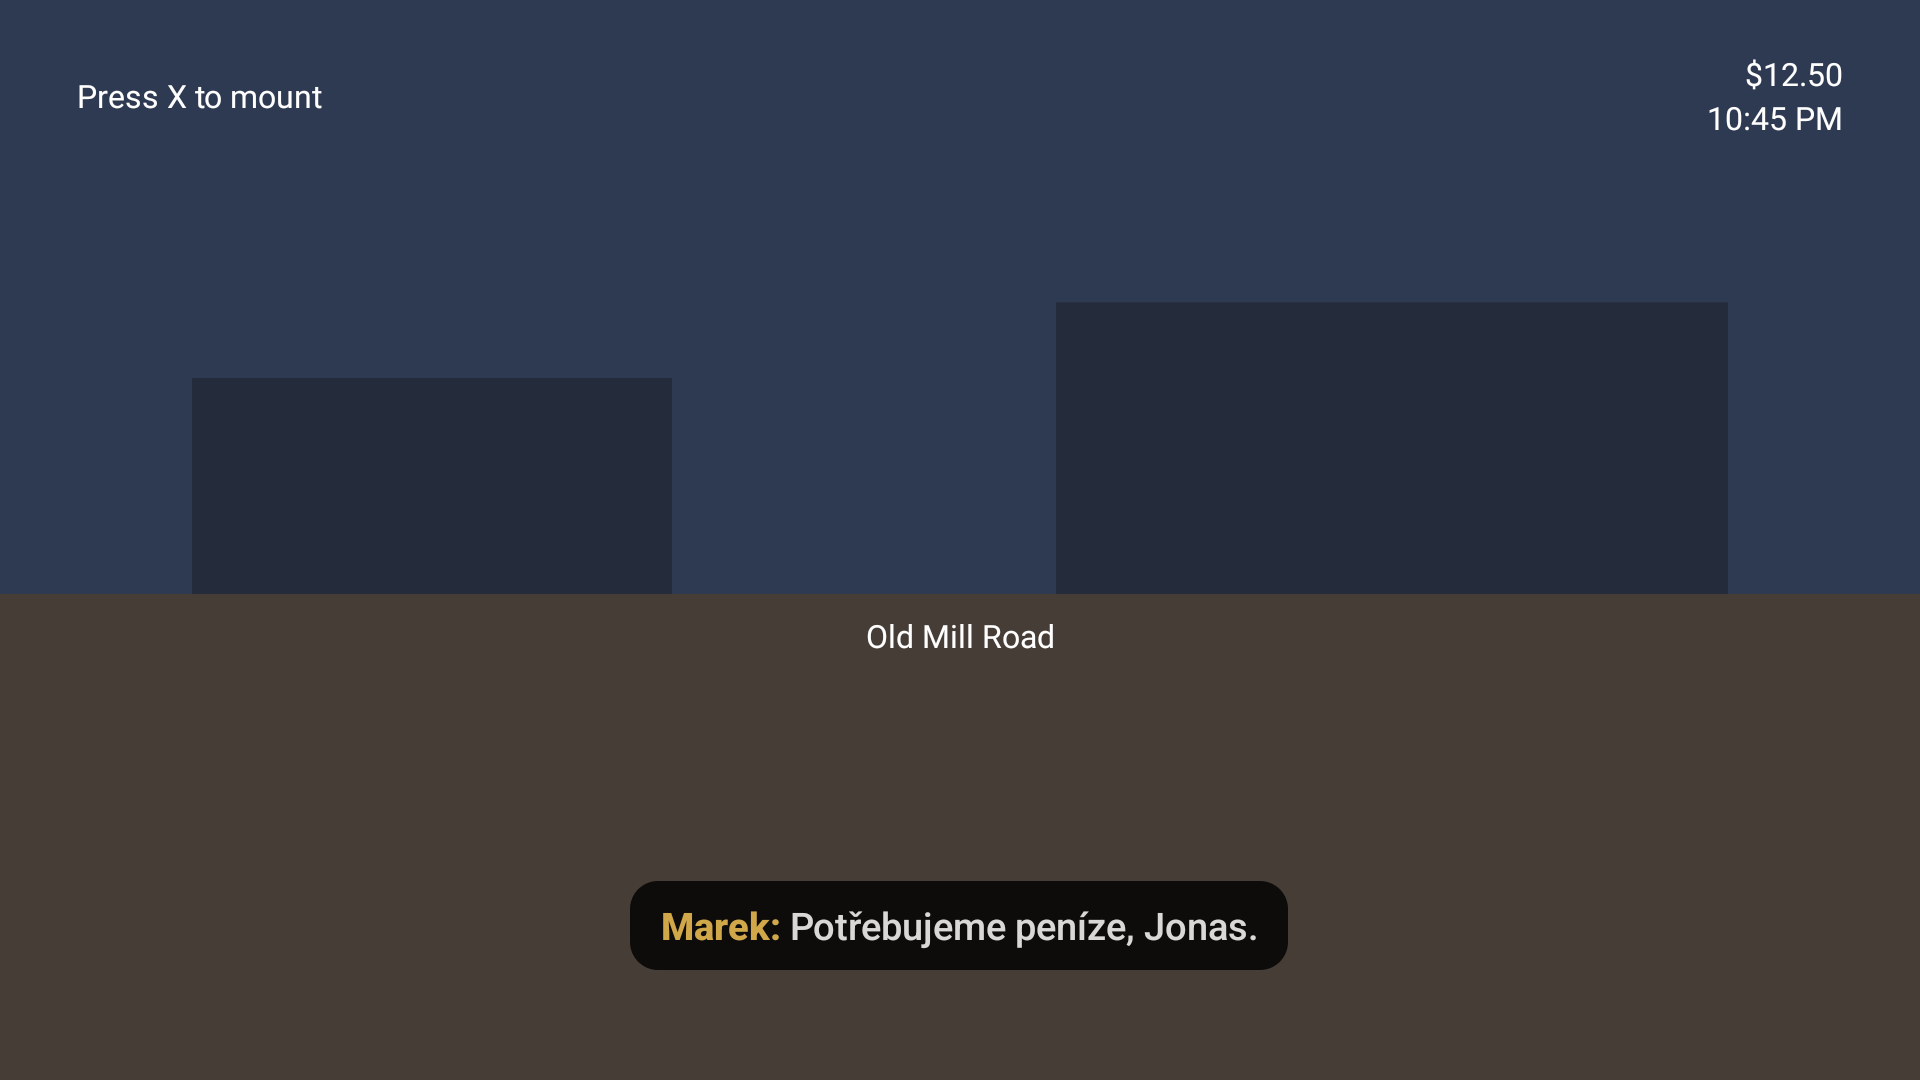 Press X to mount
$12.50
10:45 PM
Old Mill Road
Marek: Potřebujeme peníze, Jonas.